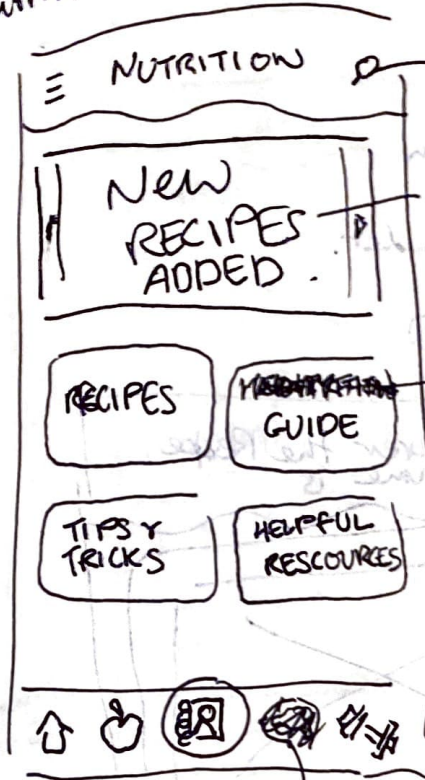 NUTRITION
New
RECIPES
ADDED.
RECIPES
GUIDE
TIPS Y
TRICKS
HELPFUL
RESCOURCES